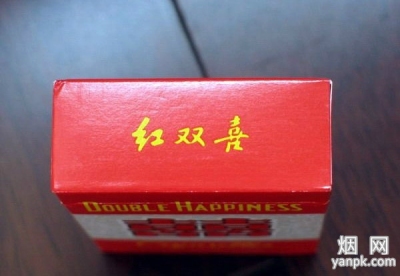 红双喜
DOUBLE HAPPINESS
烟网
yanpk.com